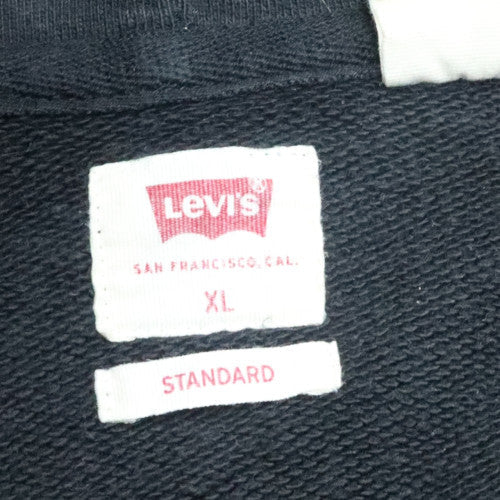 Levi's®
SAN FRANCISCO, CAL.
XL
STANDARD